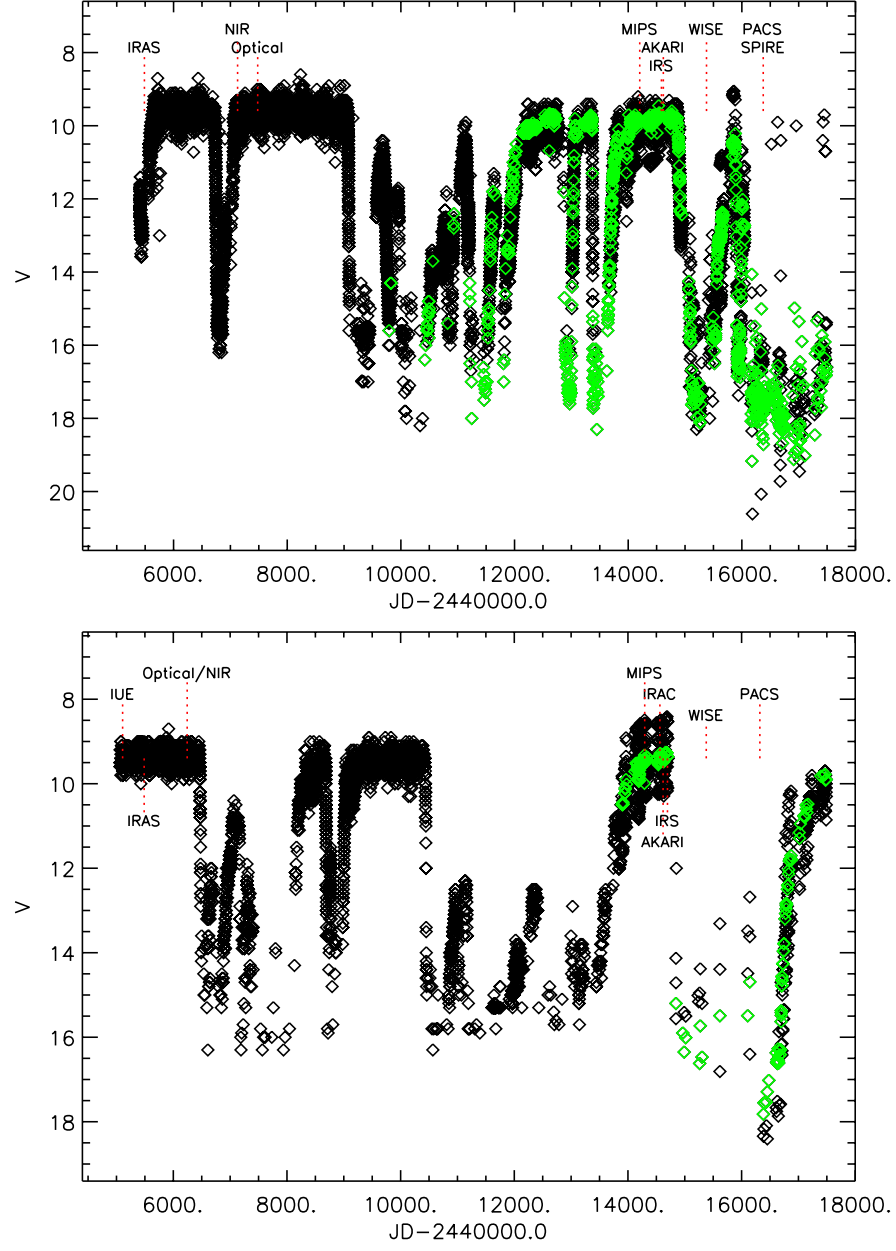 NIR
MIPS
WISE
PACS
IRAS
Optical
AKARI
SPIRE
IRS
8
10
12
14
16
18
20
V
6000.
8000.
10000.
12000.
14000.
16000.
18000.
JD-2440000.0
Optical/NIR
MIPS
IUE
IRAC
PACS
WISE
IRAS
IRS
AKARI
8
10
12
14
16
18
V
6000.
8000.
10000.
12000.
14000.
16000.
18000.
JD-2440000.0